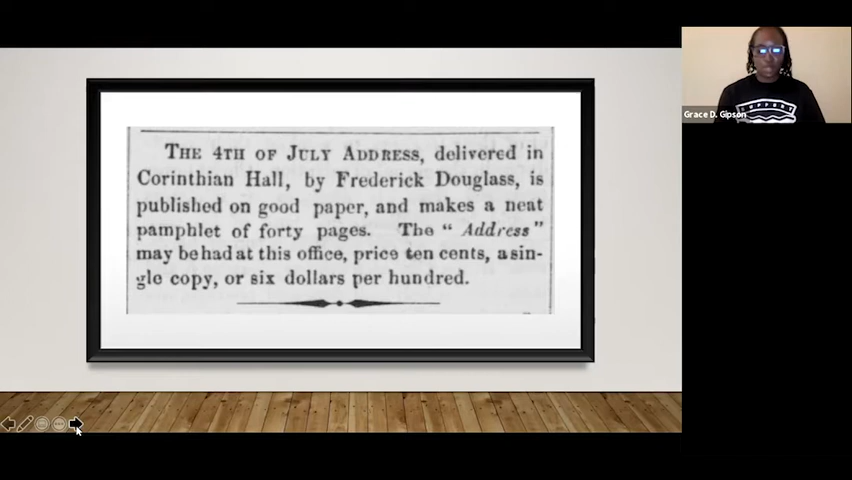 THE 4TH OF JULY ADDRESS, delivered in
Corinthian Hall, by Frederick Douglass, is
published on good paper, and makes a neat
pamphlet of forty pages. The " Address "
may be had at this office, price ten cents, a sin-
gle copy, or six dollars per hundred.
Grace D. Gipson
SUPPORT